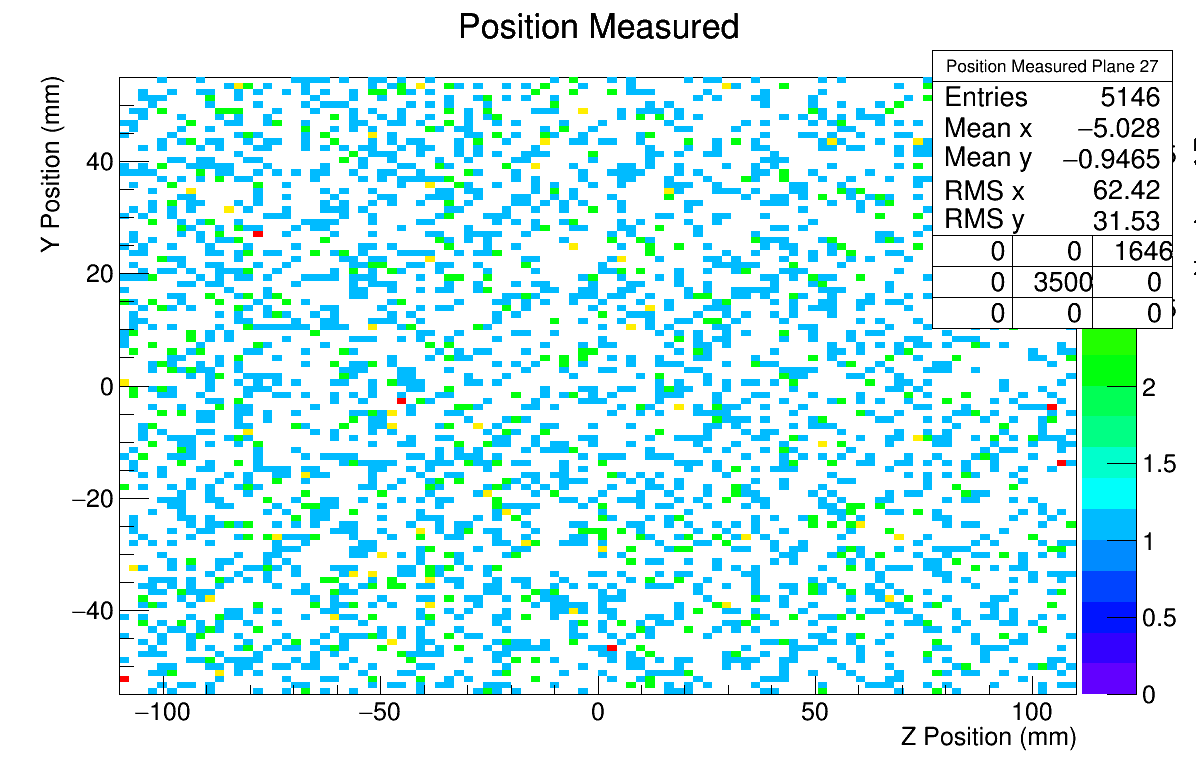 Position Measured
Position Measured Plane 27
Entries 5146
Mean x −5.028
Mean y −0.9465
RMS x 62.42
RMS y 31.53
0 0 1646
0 3500 0
0 0 0
Y Position (mm)
40
20
0
−20
−40
2
1.5
1
0.5
0
−100 −50 0 50 100
Z Position (mm)